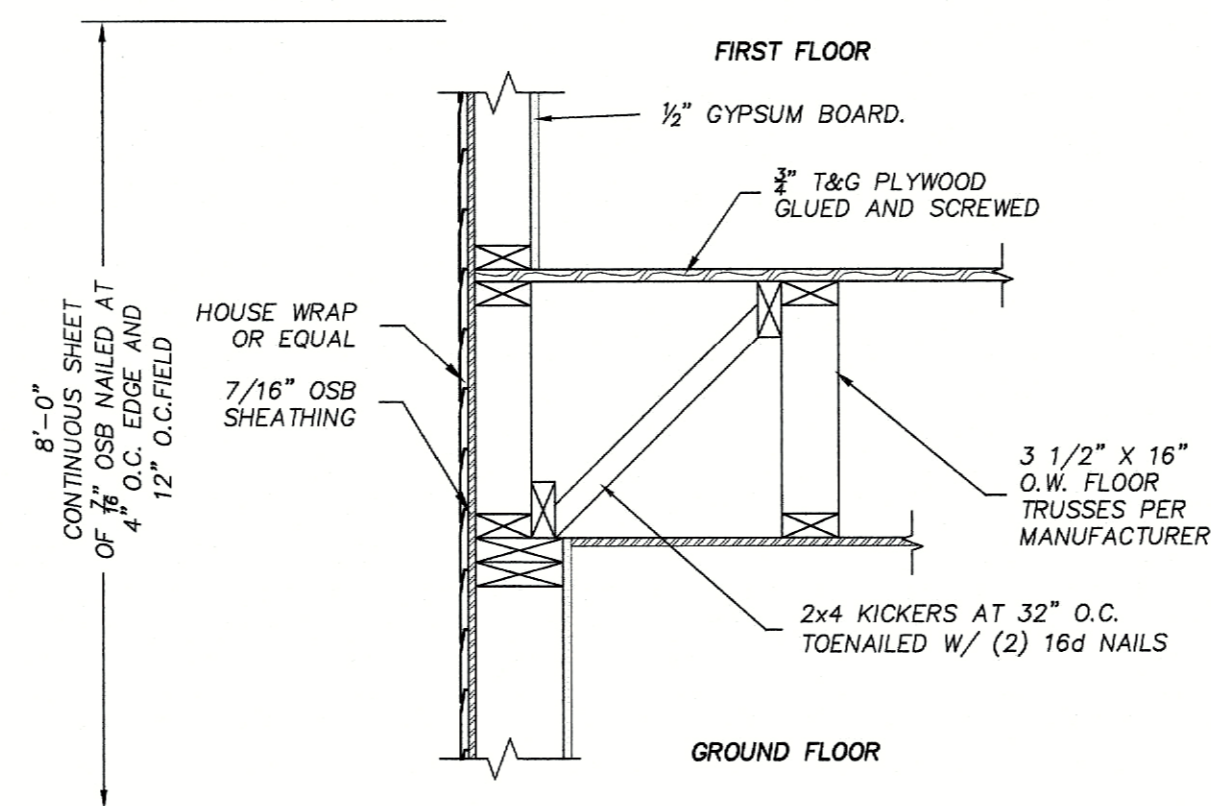 FIRST FLOOR
½" GYPSUM BOARD.
¾" T&G PLYWOOD
GLUED AND SCREWED
HOUSE WRAP
OR EQUAL
7/16" OSB
SHEATHING
8'-0"
CONTINUOUS SHEET
OF 7/16" OSB NAILED AT
4" O.C. EDGE AND
12" O.C.FIELD
3 1/2" X 16"
O.W. FLOOR
TRUSSES PER
MANUFACTURER
2x4 KICKERS AT 32" O.C.
TOENAILED W/ (2) 16d NAILS
GROUND FLOOR